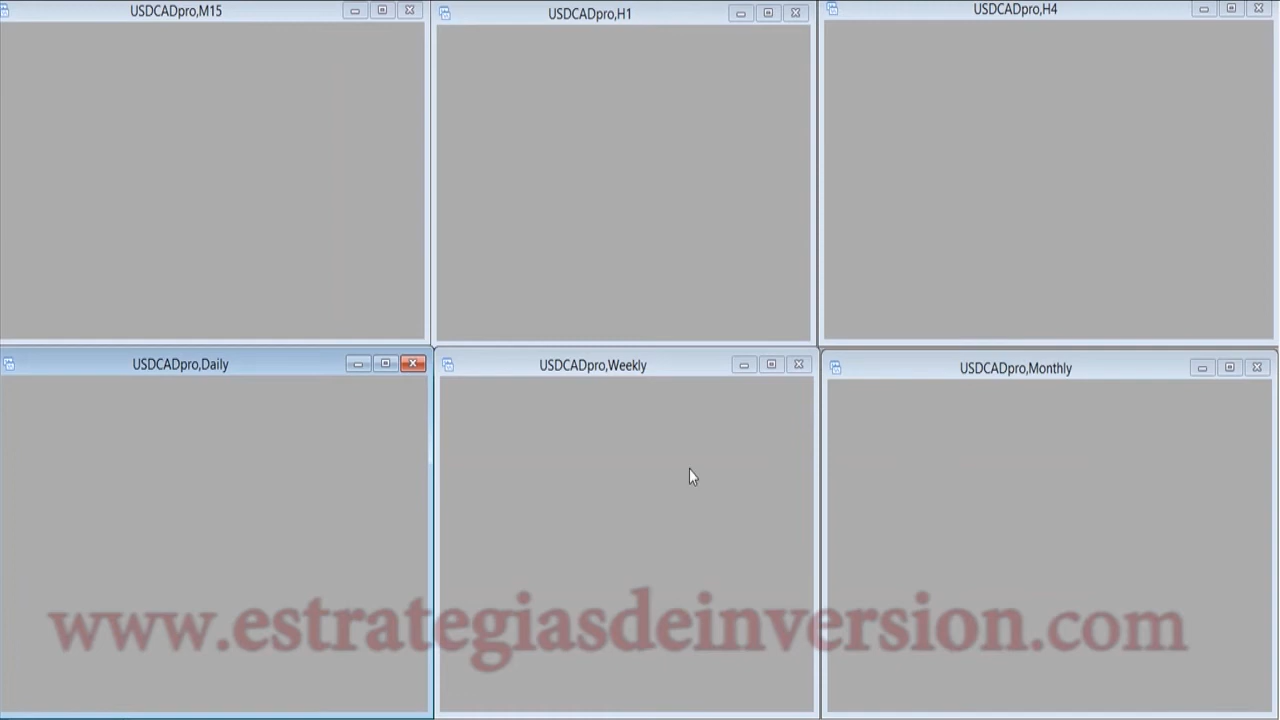 USDCADpro,M15
USDCADpro,H1
USDCADpro,H4
USDCADpro,Daily
USDCADpro,Weekly
USDCADpro,Monthly
www.estrategiasdeinversion.com